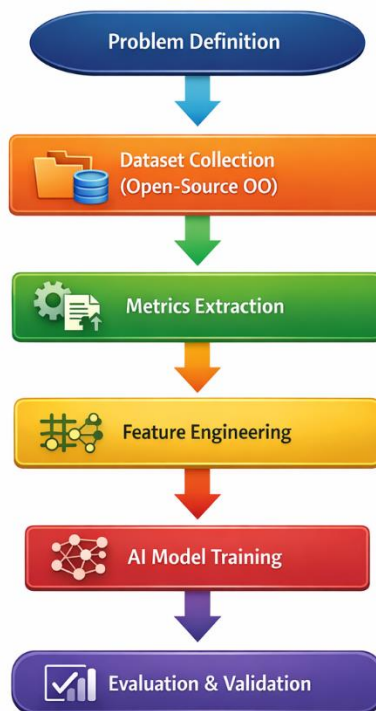 Problem Definition
Dataset Collection
(Open-Source OO)
Metrics Extraction
Feature Engineering
AI Model Training
Evaluation & Validation